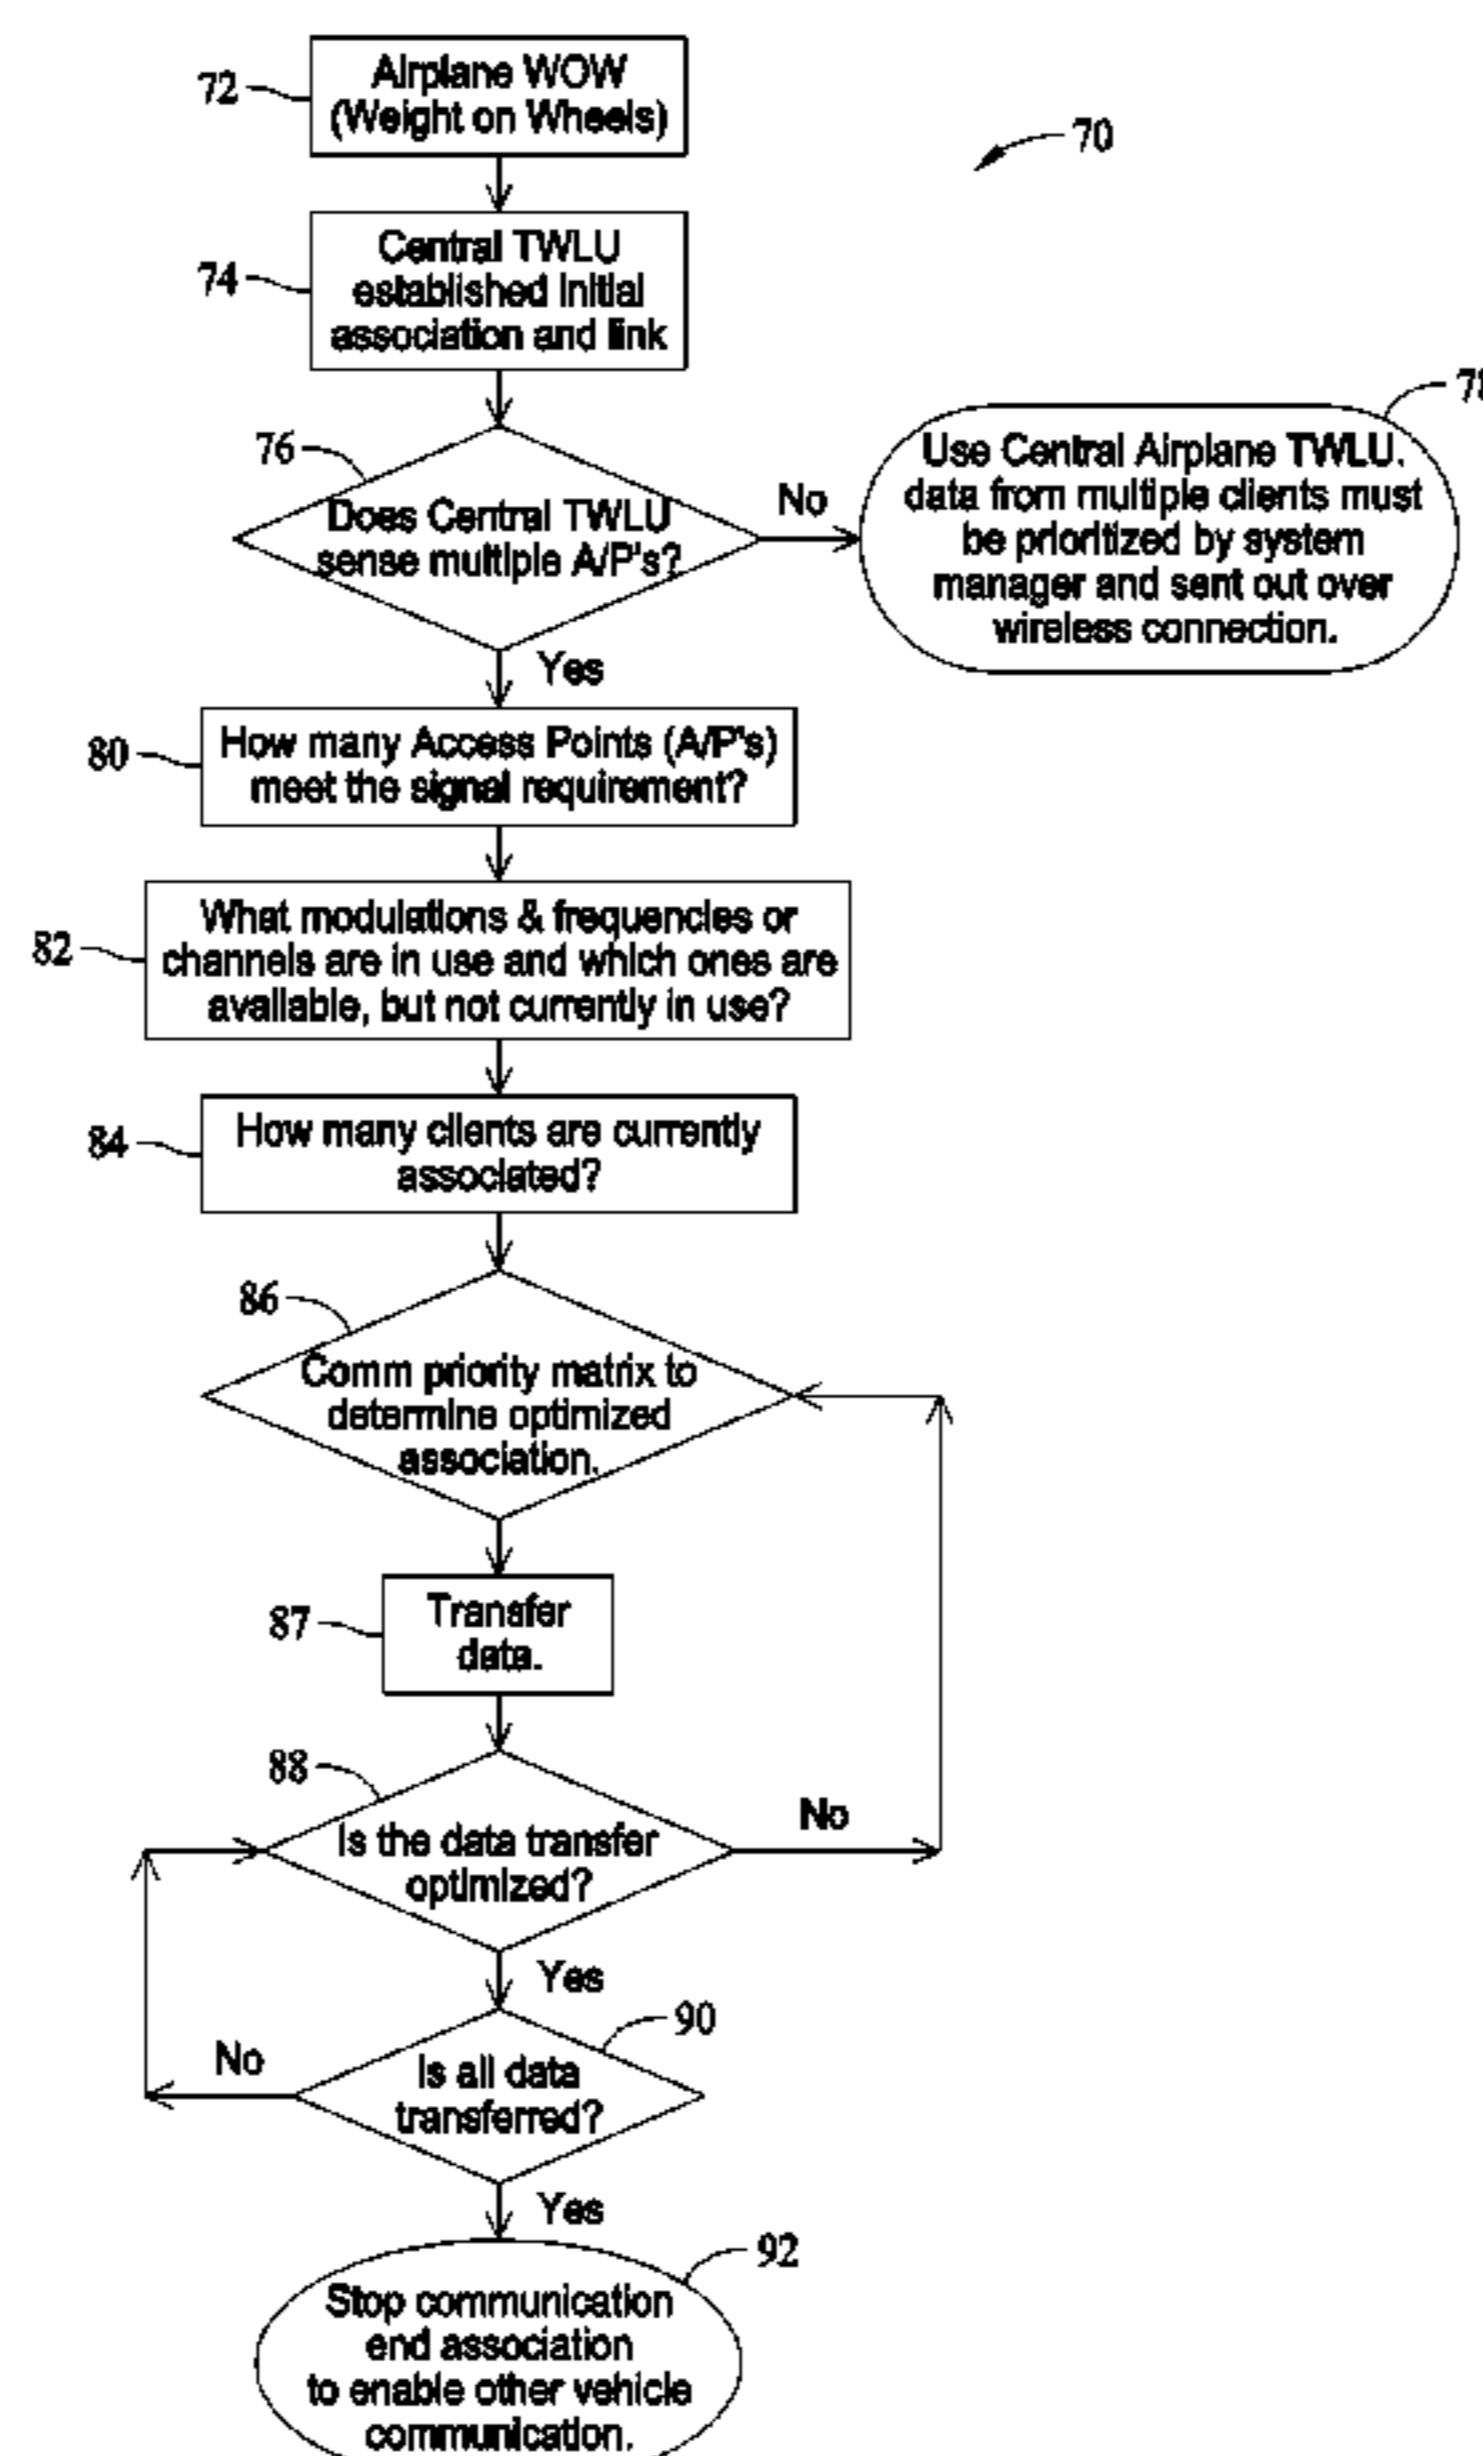 72
Airplane WOW
(Weight on Wheels)
70
74
Central TWLU
established initial
association and link
76
Does Central TWLU
sense multiple A/P's?
No
Use Central Airplane TWLU.
data from multiple clients must
be prioritized by system
manager and sent out over
wireless connection.
Yes
80
How many Access Points (A/P's)
meet the signal requirement?
82
What modulations & frequencies or
channels are in use and which ones are
available, but not currently in use?
84
How many clients are currently
associated?
86
Comm priority matrix to
determine optimized
association.
87
Transfer
data.
88
Is the data transfer
optimized?
No
Yes
90
Is all data
transferred?
No
Yes
92
Stop communication
end association
to enable other vehicle
communication.